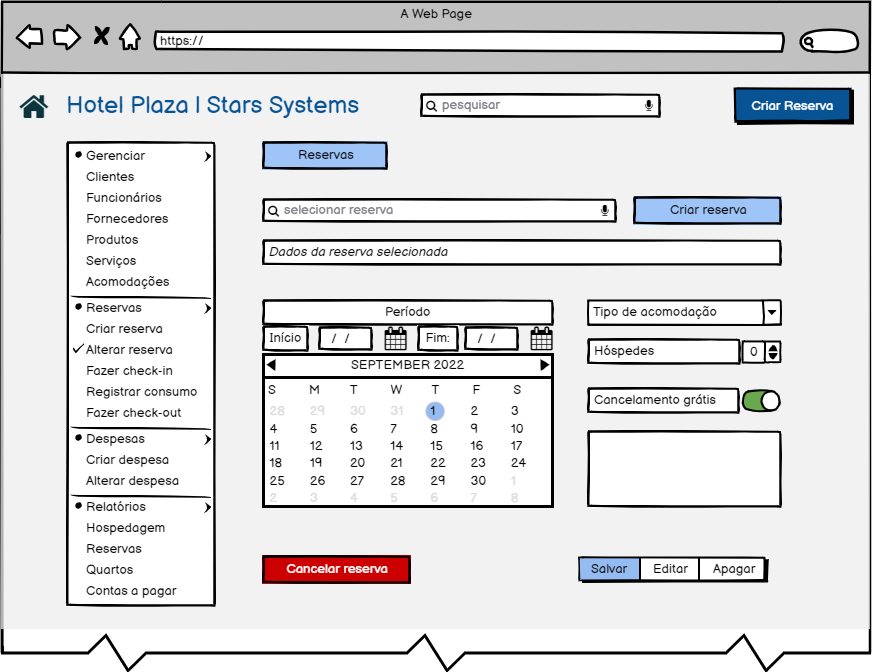 A Web Page
https://
Hotel Plaza | Stars Systems
pesquisar
Criar Reserva
Gerenciar
Clientes
Funcionários
Fornecedores
Produtos
Serviços
Acomodações
Reservas
Criar reserva
Alterar reserva
Fazer check-in
Registrar consumo
Fazer check-out
Despesas
Criar despesa
Alterar despesa
Relatórios
Hospedagem
Reservas
Quartos
Contas a pagar
Reservas
selecionar reserva
Criar reserva
Dados da reserva selecionada
Período
Início / / Fim: / /
SEPTEMBER 2022
S M T W T F S
28 29 30 31 1 2 3
4 5 6 7 8 9 10
11 12 13 14 15 16 17
18 19 20 21 22 23 24
25 26 27 28 29 30 1
2 3 4 5 6 7 8
Tipo de acomodação
Hóspedes 0
Cancelamento grátis
Cancelar reserva
Salvar Editar Apagar